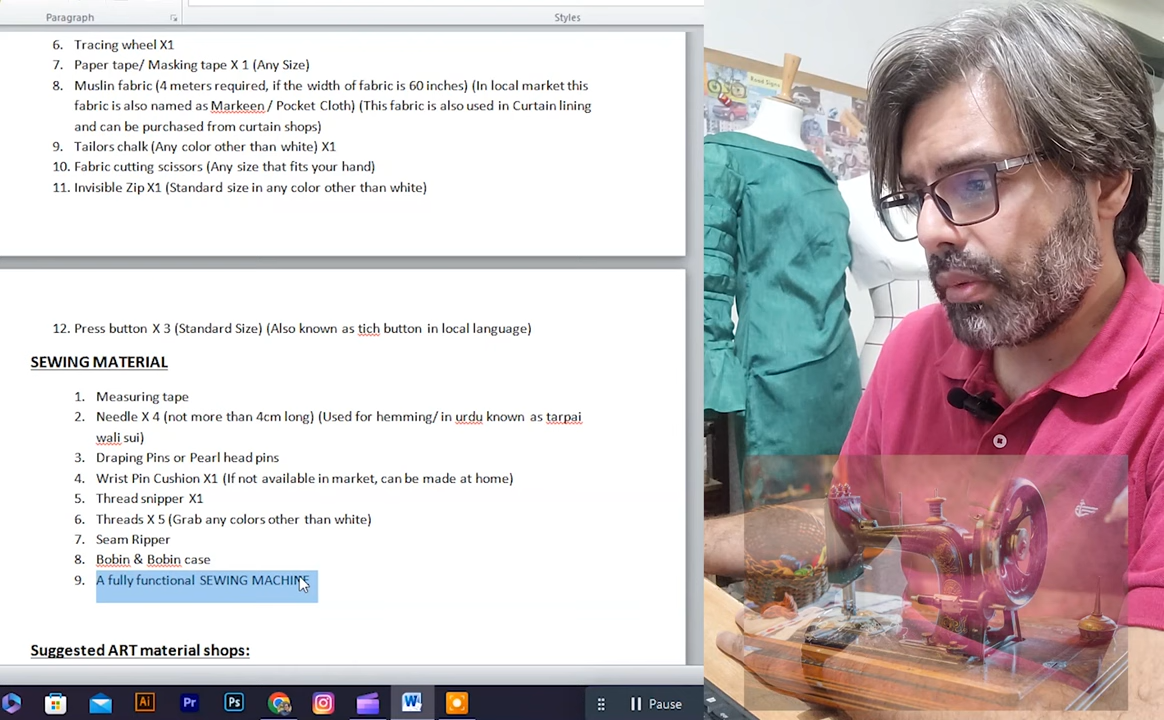 Paragraph
Styles
6. Tracing wheel X1
7. Paper tape/ Masking tape X 1 (Any Size)
8. Muslin fabric (4 meters required, if the width of fabric is 60 inches) (In local market this
fabric is also named as Markeen / Pocket Cloth) (This fabric is also used in Curtain lining
and can be purchased from curtain shops)
9. Tailors chalk (Any color other than white) X1
10. Fabric cutting scissors (Any size that fits your hand)
11. Invisible Zip X1 (Standard size in any color other than white)
12. Press button X 3 (Standard Size) (Also known as tich button in local language)
SEWING MATERIAL
1. Measuring tape
2. Needle X 4 (not more than 4cm long) (Used for hemming/ in urdu known as tarpai
wali sui)
3. Draping Pins or Pearl head pins
4. Wrist Pin Cushion X1 (If not available in market, can be made at home)
5. Thread snipper X1
6. Threads X 5 (Grab any colors other than white)
7. Seam Ripper
8. Bobin & Bobin case
9. A fully functional SEWING MACHINE
Suggested ART material shops:
Ai
Pr
Ps
W
Pause
Road Signs